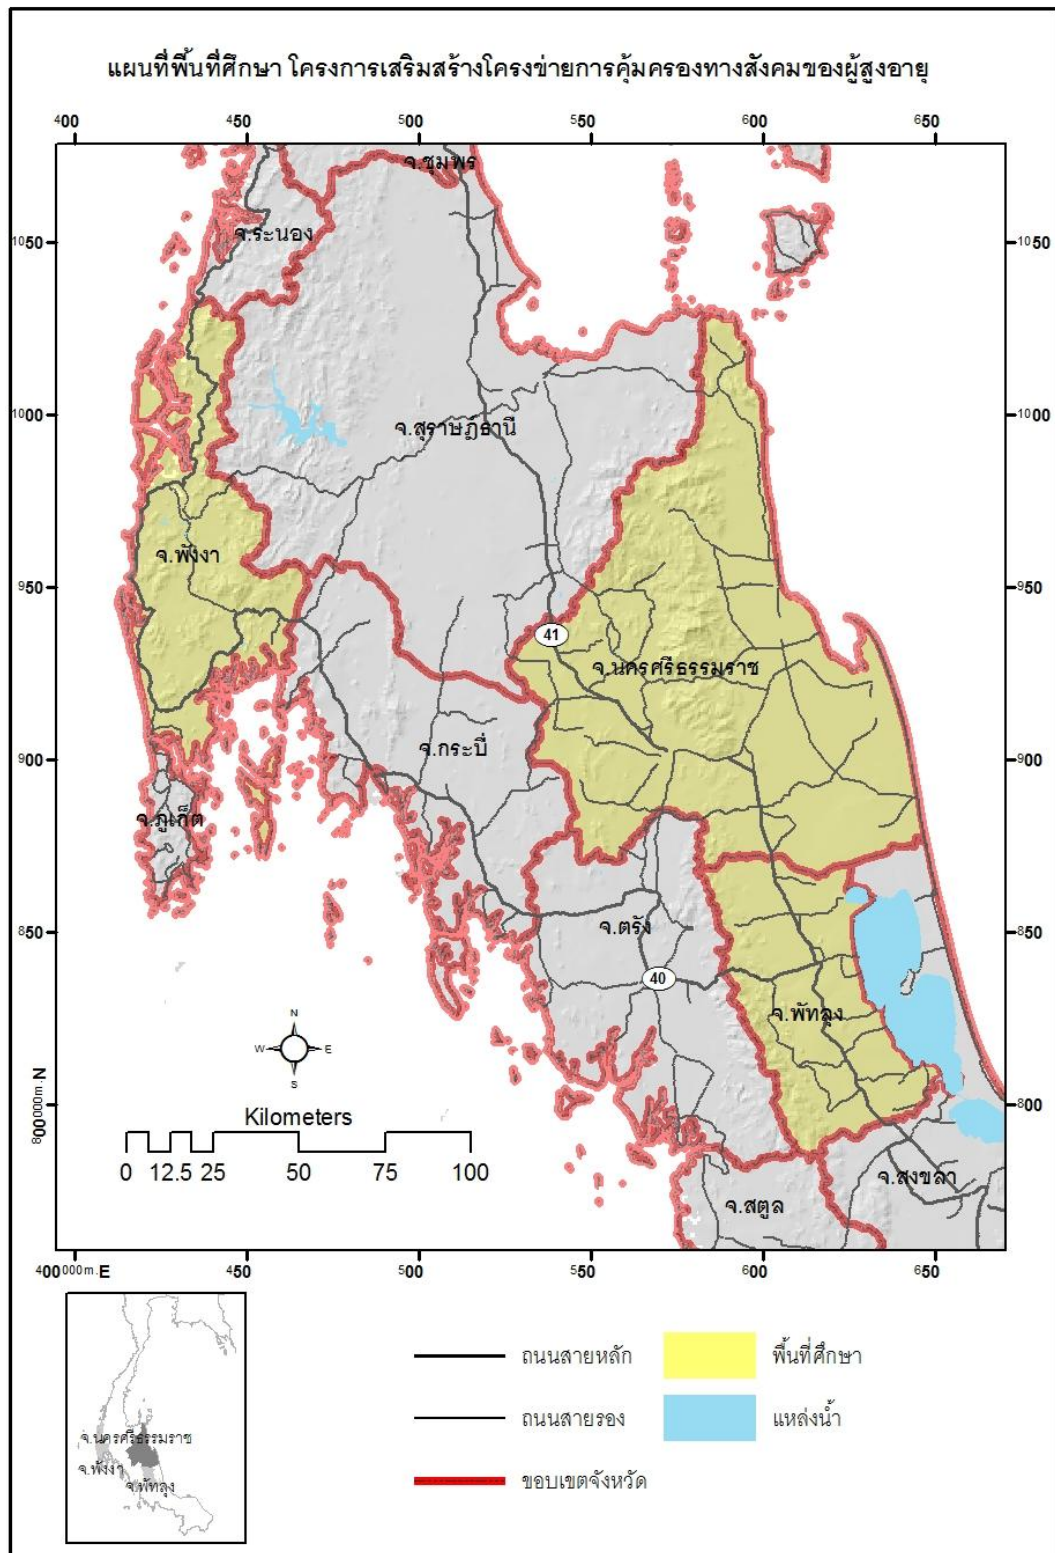 แผนที่พื้นที่ศึกษา โครงการเสริมสร้างโครงข่ายการคุ้มครองทางสังคมของผู้สูงอายุ
400 450 500 550 600 650
จ.ชุมพร
จ.ระนอง
1050 1050
1000 1000
จ.สุราษฎ์ธานี
จ.พังงา
950 950
41
จ.นครศรีธรรมราช
จ.กระบี่
900 900
จ.ภูเก็ต
จ.ตรัง
850 850
40
จ.พัทลุง
N
W E
S
800000m.N 800
Kilometers
0 12.5 25 50 75 100
จ.สงขลา
จ.สตูล
400000m.E 450 500 550 600 650
จ.นครศรีธรรมราช
จ.พังงา
จ.พัทลุง
ถนนสายหลัก พื้นที่ศึกษา
ถนนสายรอง แหล่งน้ำ
ขอบเขตจังหวัด